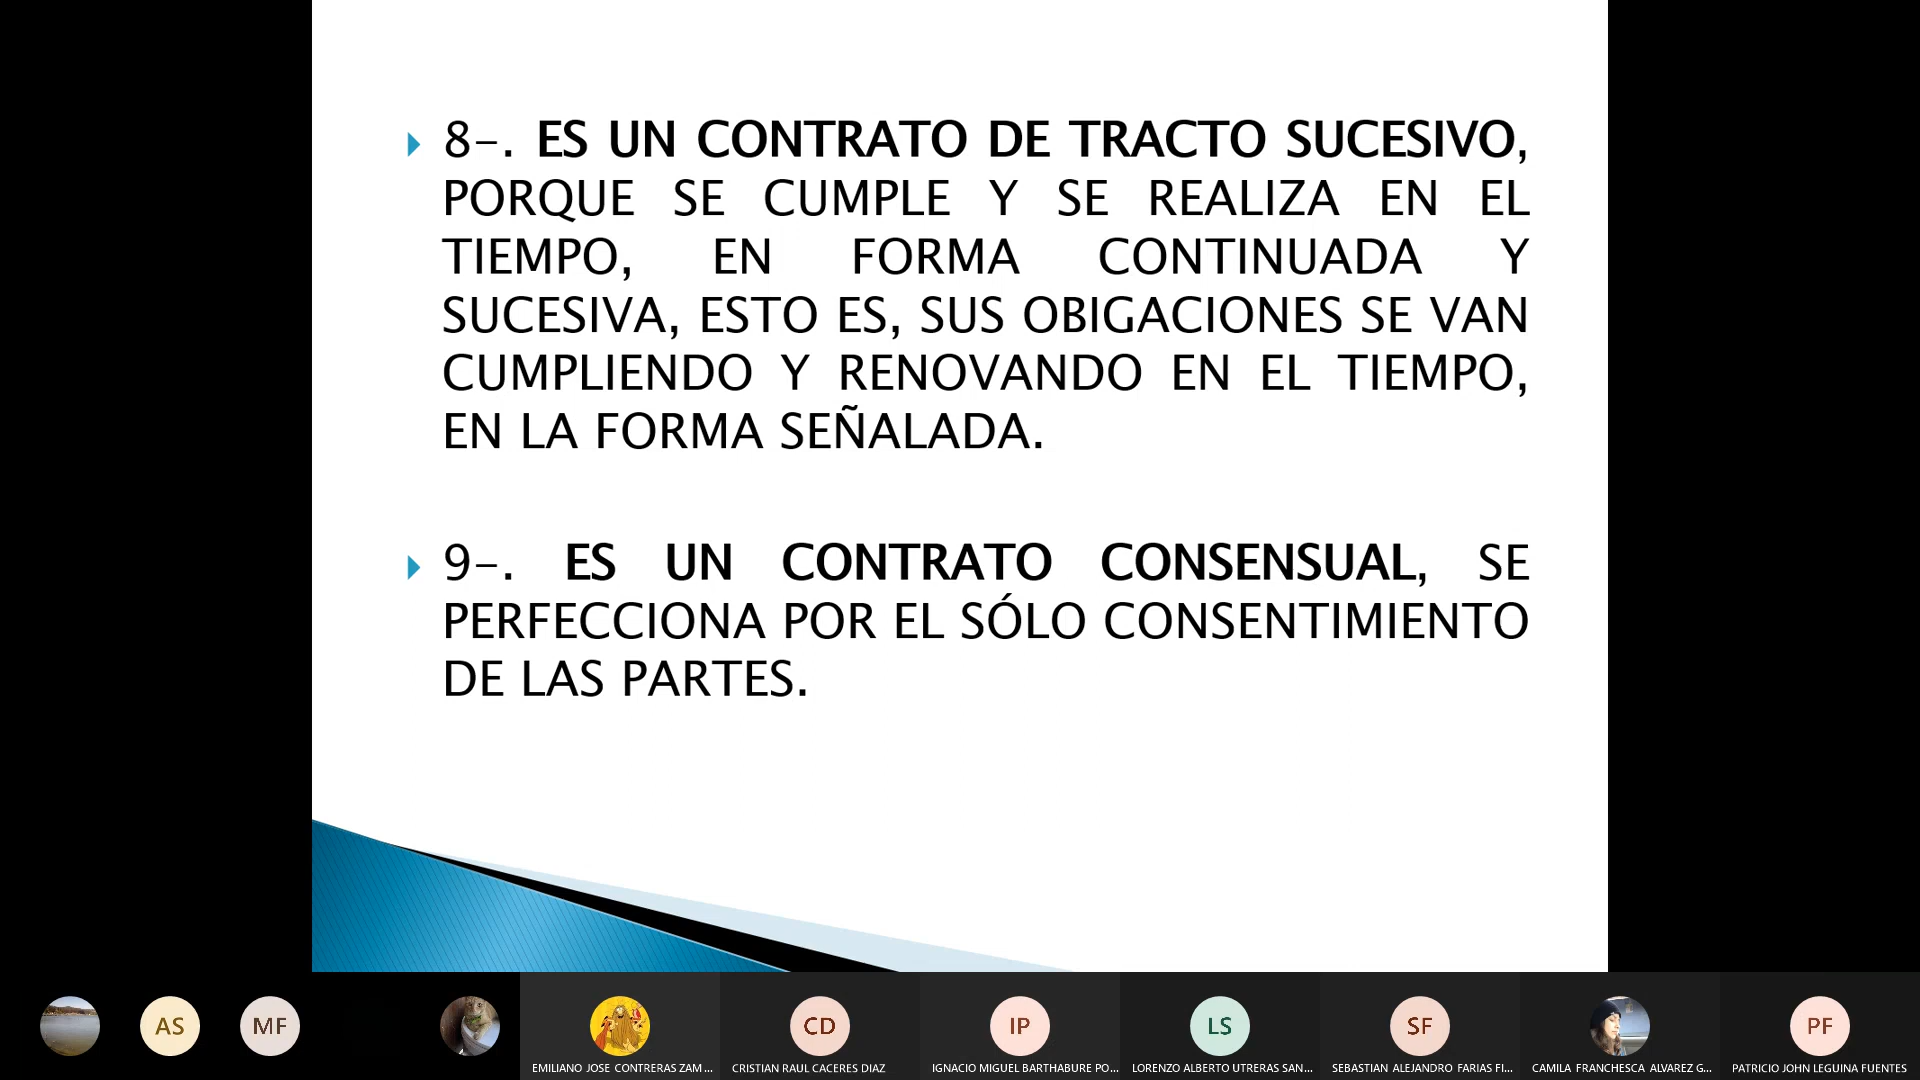 8-. ES UN CONTRATO DE TRACTO SUCESIVO,
PORQUE SE CUMPLE Y SE REALIZA EN EL
TIEMPO, EN FORMA CONTINUADA Y
SUCESIVA, ESTO ES, SUS OBIGACIONES SE VAN
CUMPLIENDO Y RENOVANDO EN EL TIEMPO,
EN LA FORMA SEÑALADA.
9-. ES UN CONTRATO CONSENSUAL, SE
PERFECCIONA POR EL SÓLO CONSENTIMIENTO
DE LAS PARTES.
AS
MF
CD
IP
LS
SF
PF
EMILIANO JOSE CONTRERAS ZAM...
CRISTIAN RAUL CACERES DIAZ
IGNACIO MIGUEL BARTHABURE PO...
LORENZO ALBERTO UTRERAS SAN...
SEBASTIAN ALEJANDRO FARIAS FI...
CAMILA FRANCHESCA ALVAREZ G...
PATRICIO JOHN LEGUINA FUENTES